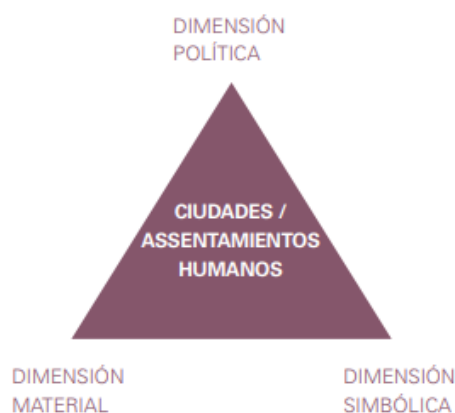 DIMENSIÓN
POLÍTICA
CIUDADES /
ASSENTAMIENTOS
HUMANOS
DIMENSIÓN
MATERIAL
DIMENSIÓN
SIMBÓLICA